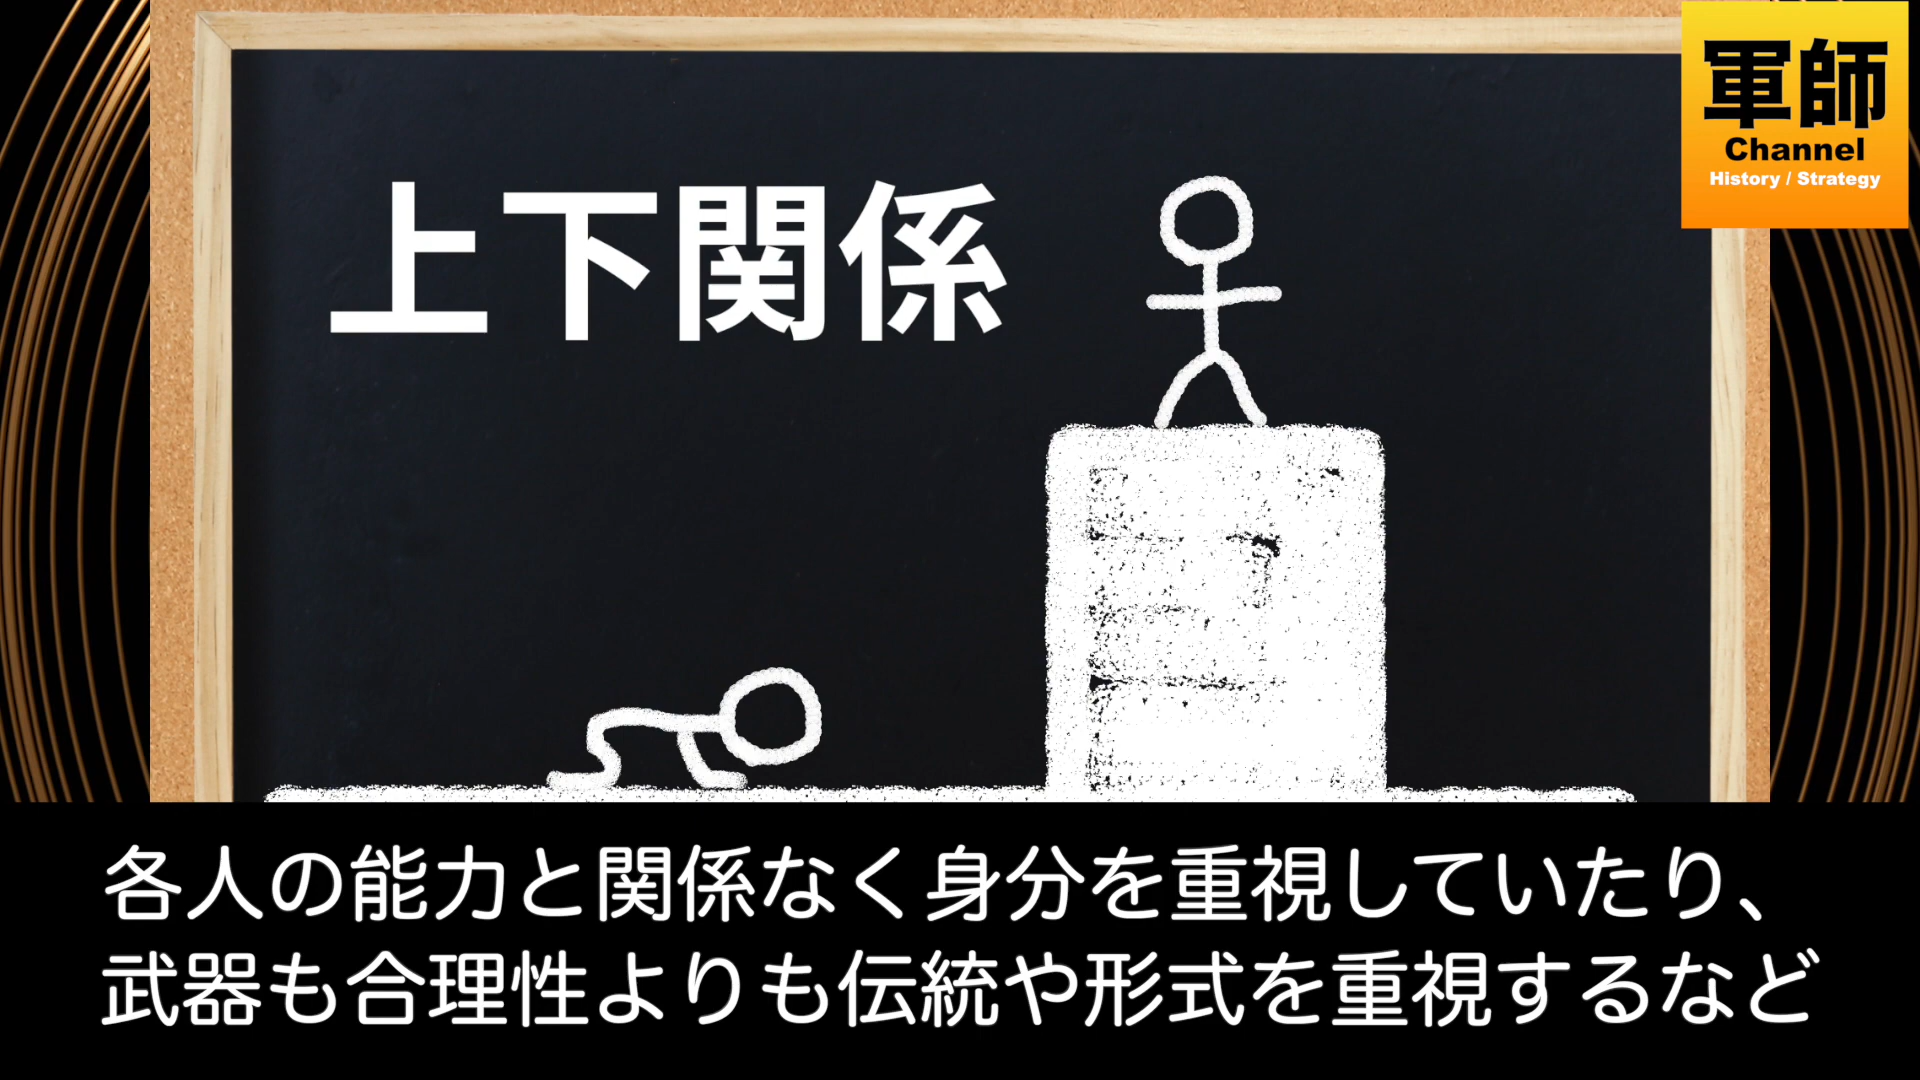 軍師
Channel
History / Strategy
上下関係
各人の能力と関係なく身分を重視していたり、
武器も合理性よりも伝統や形式を重視するなど